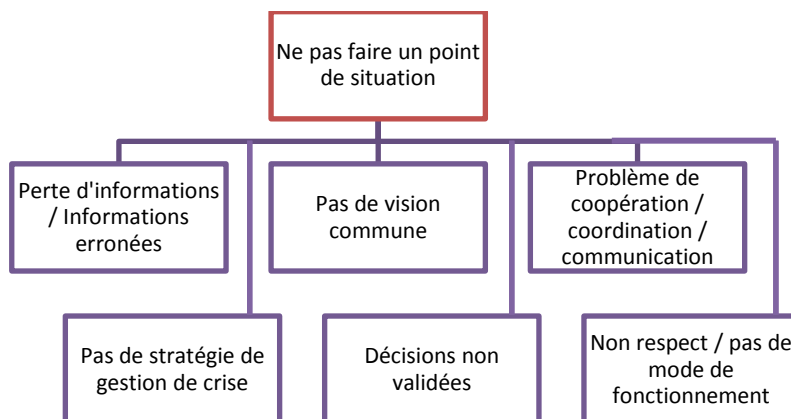 Ne pas faire un point
de situation
Perte d'informations
/ Informations
erronées
Pas de vision
commune
Problème de
coopération /
coordination /
communication
Pas de stratégie de
gestion de crise
Décisions non
validées
Non respect / pas de
mode de
fonctionnement